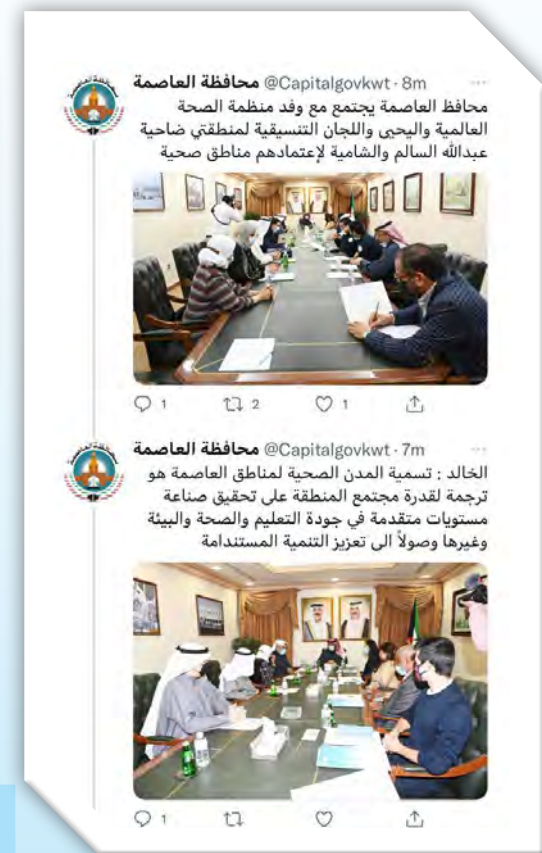 محافظة العاصمة @Capitalgovkwt · 8m
محافظ العاصمة يجتمع مع وفد منظمة الصحة
العالمية واليحيى واللجان التنسيقية لمنطقتي ضاحية
عبدالله السالم والشامية لإعتمادهم مناطق صحية
1 2 1
محافظة العاصمة @Capitalgovkwt · 7m
الخالد : تسمية المدن الصحية لمناطق العاصمة هو
ترجمة لقدرة مجتمع المنطقة على تحقيق صناعة
مستويات متقدمة في جودة التعليم والصحة والبيئة
وغيرها وصولاً الى تعزيز التنمية المستندامة
1